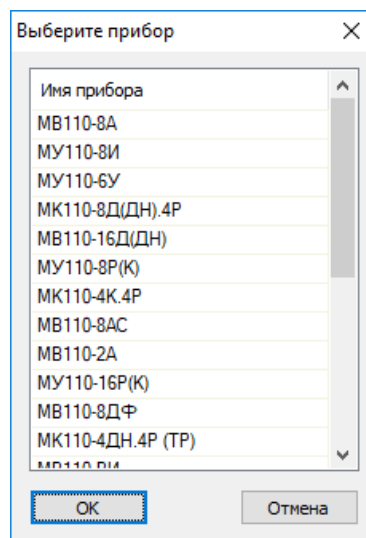 Выберите прибор
Имя прибора
МВ110-8А
МУ110-8И
МУ110-6У
МК110-8Д(ДН).4Р
МВ110-16Д(ДН)
МУ110-8Р(К)
МК110-4К.4Р
МВ110-8АС
МВ110-2А
МУ110-16Р(К)
МВ110-8ДФ
МК110-4ДН.4Р (ТР)
ОК
Отмена